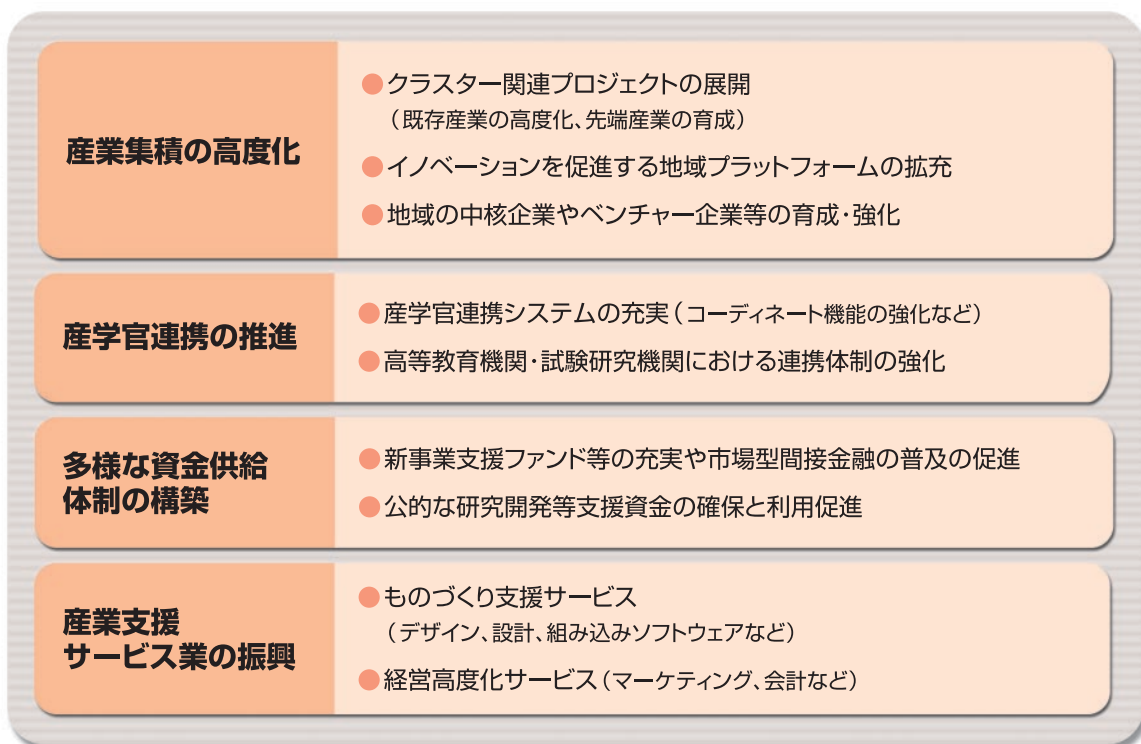 産業集積の高度化
●クラスター関連プロジェクトの展開
（既存産業の高度化、先端産業の育成）
●イノベーションを促進する地域プラットフォームの拡充
●地域の中核企業やベンチャー企業等の育成・強化
産学官連携の推進
●産学官連携システムの充実（コーディネート機能の強化など）
●高等教育機関・試験研究機関における連携体制の強化
多様な資金供給
体制の構築
●新事業支援ファンド等の充実や市場型間接金融の普及の促進
●公的な研究開発等支援資金の確保と利用促進
産業支援
サービス業の振興
●ものづくり支援サービス
（デザイン、設計、組み込みソフトウェアなど）
●経営高度化サービス（マーケティング、会計など）